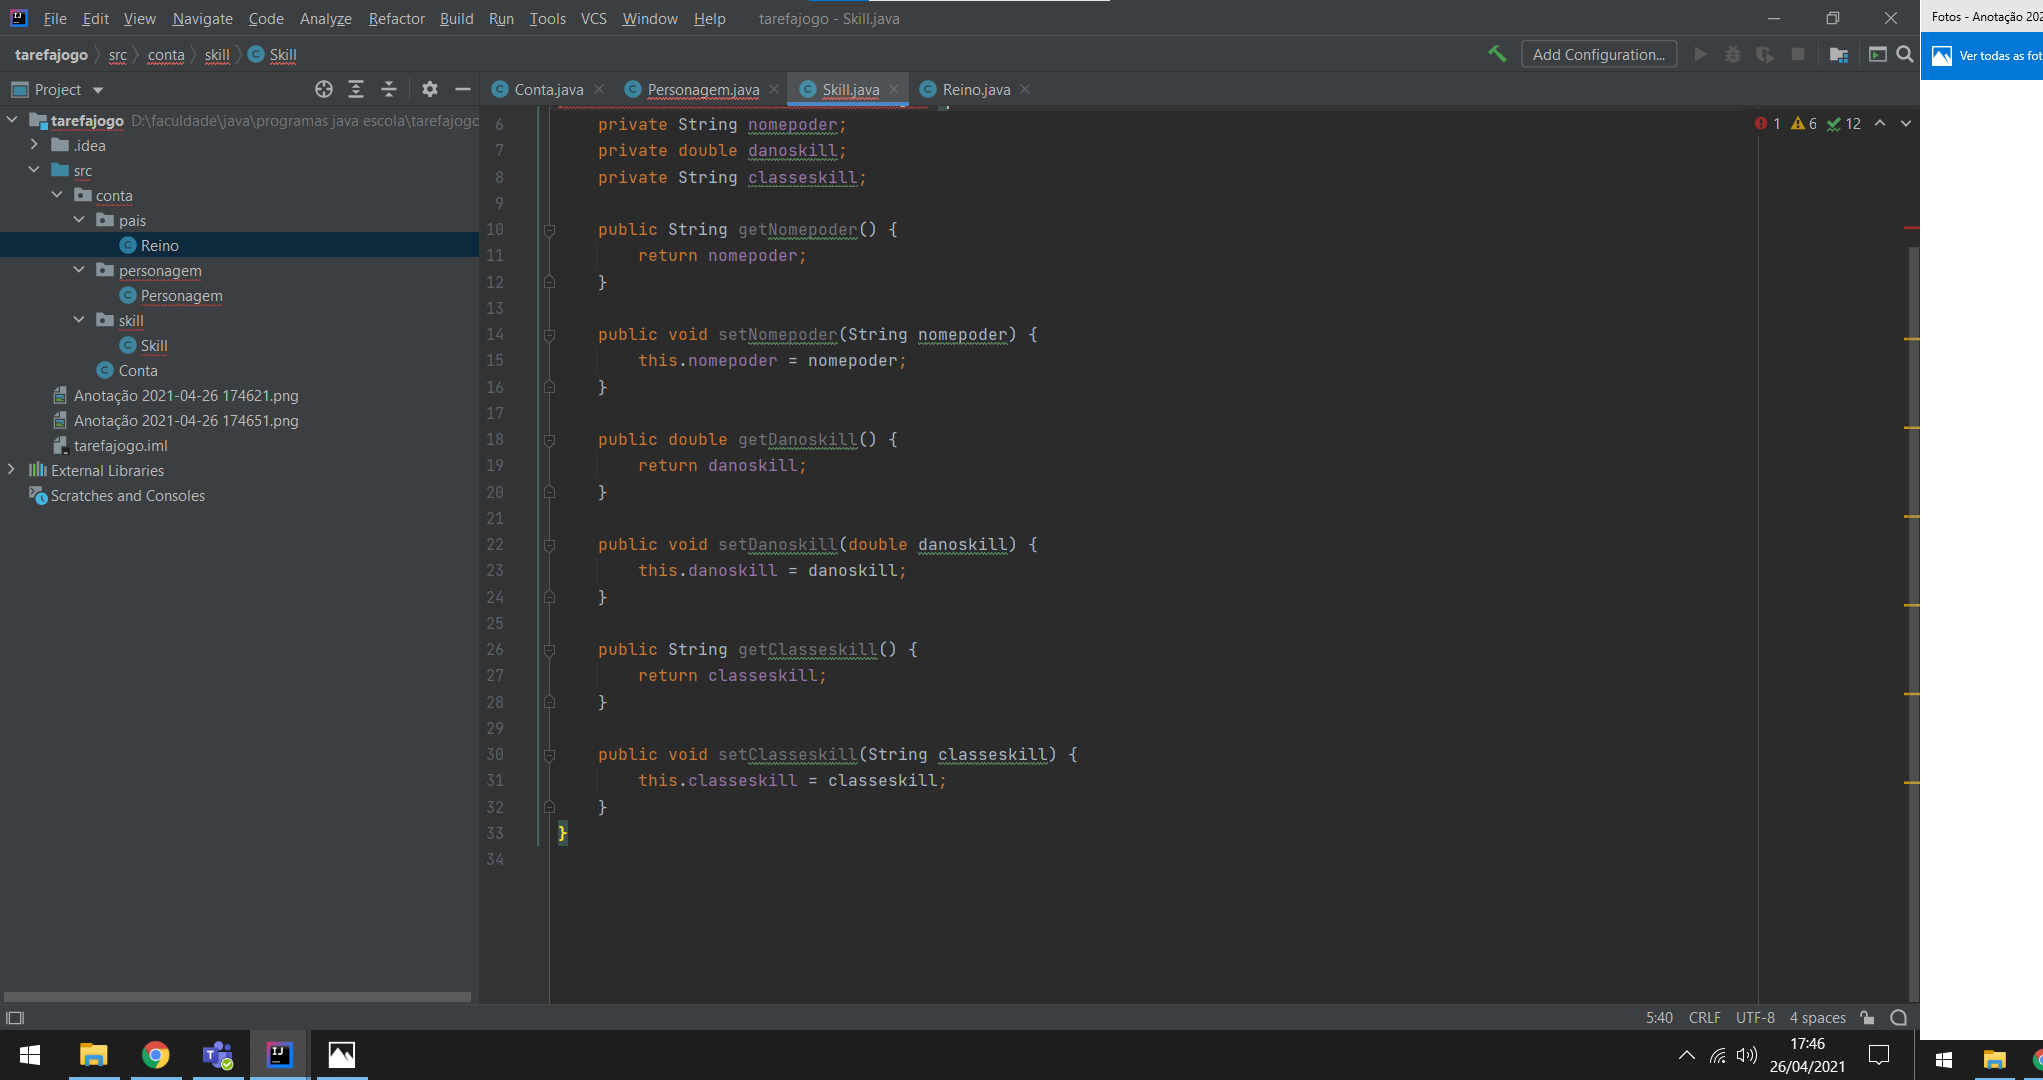 File Edit View Navigate Code Analyze Refactor Build Run Tools VCS Window Help tarefajogo - Skill.java
Fotos - Anotação 202
tarefajogo src conta skill Skill
Add Configuration...
Ver todas as fot
Project
Conta.java Personagem.java Skill.java Reino.java
tarefajogo D:\faculdade\java\programas java escola\tarefajogo
.idea
src
conta
pais
Reino
personagem
Personagem
skill
Skill
Conta
Anotação 2021-04-26 174621.png
Anotação 2021-04-26 174651.png
tarefajogo.iml
External Libraries
Scratches and Consoles
1 6 12
6 private String nomepoder;
7 private double danoskill;
8 private String classeskill;
9
10 public String getNomepoder() {
11 return nomepoder;
12 }
13
14 public void setNomepoder(String nomepoder) {
15 this.nomepoder = nomepoder;
16 }
17
18 public double getDanoskill() {
19 return danoskill;
20 }
21
22 public void setDanoskill(double danoskill) {
23 this.danoskill = danoskill;
24 }
25
26 public String getClasseskill() {
27 return classeskill;
28 }
29
30 public void setClasseskill(String classeskill) {
31 this.classeskill = classeskill;
32 }
33 }
34
5:40 CRLF UTF-8 4 spaces
17:46
26/04/2021